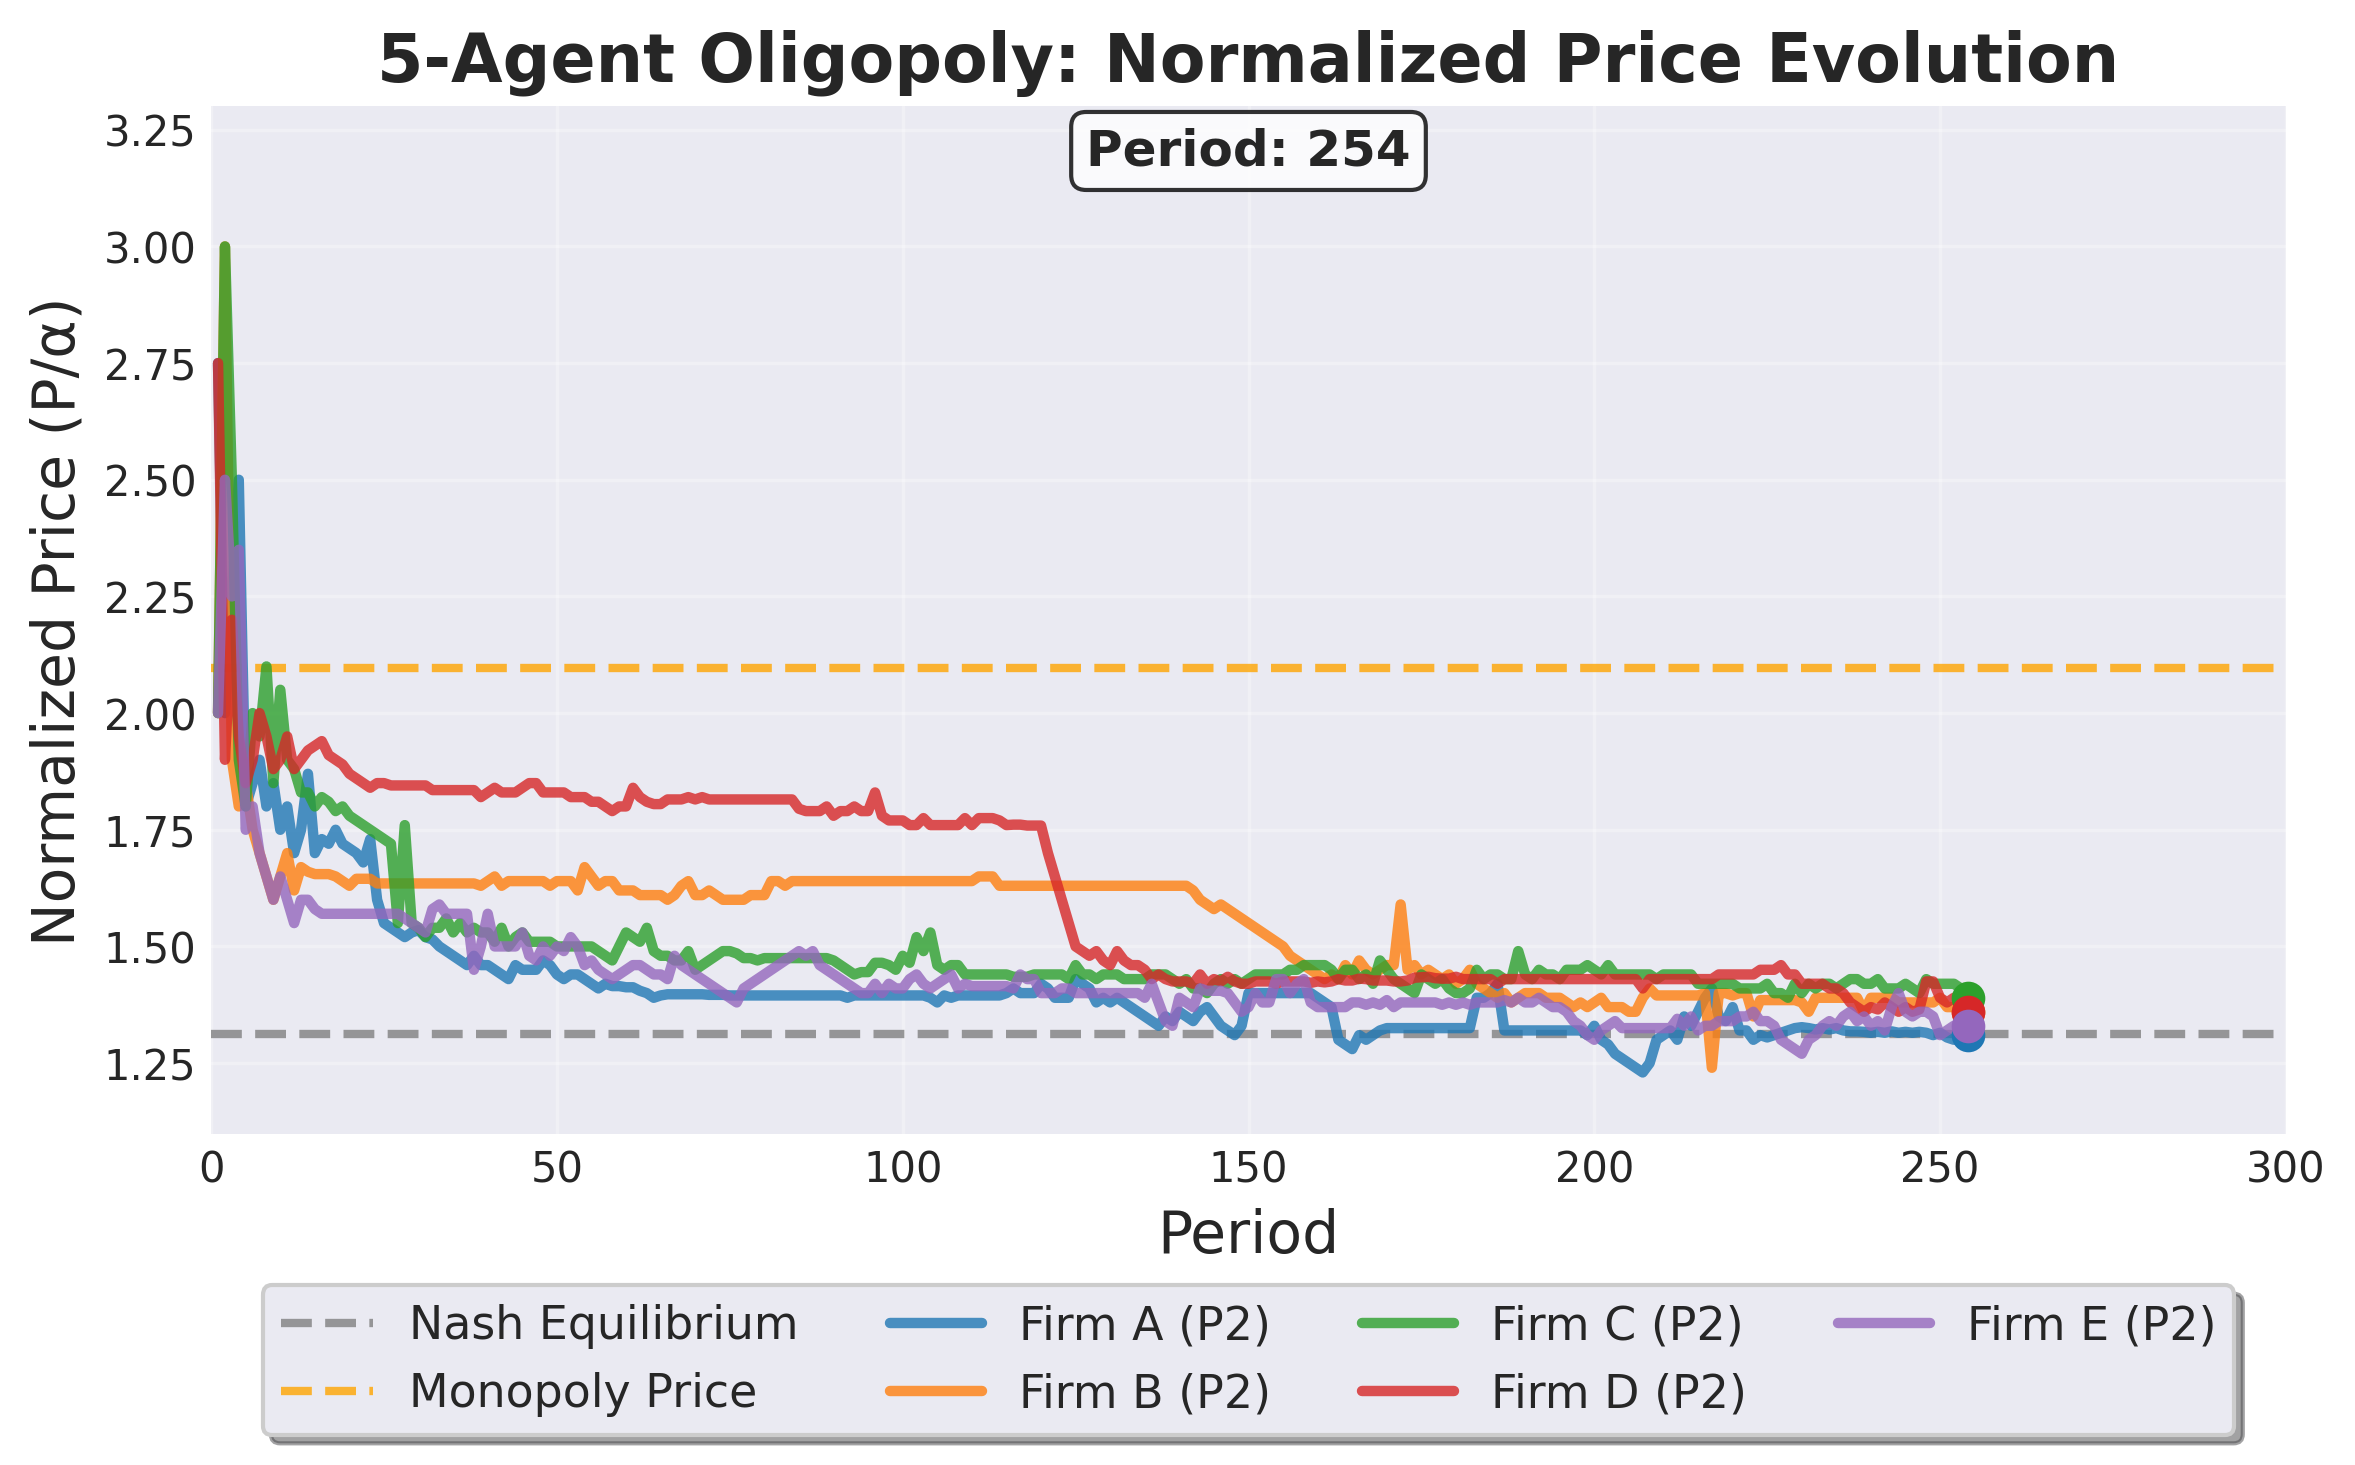 5-Agent Oligopoly: Normalized Price Evolution
Period: 254
Normalized Price (P/α)
3.25
3.00
2.75
2.50
2.25
2.00
1.75
1.50
1.25
0 50 100 150 200 250 300
Period
Nash Equilibrium
Monopoly Price
Firm A (P2)
Firm B (P2)
Firm C (P2)
Firm D (P2)
Firm E (P2)